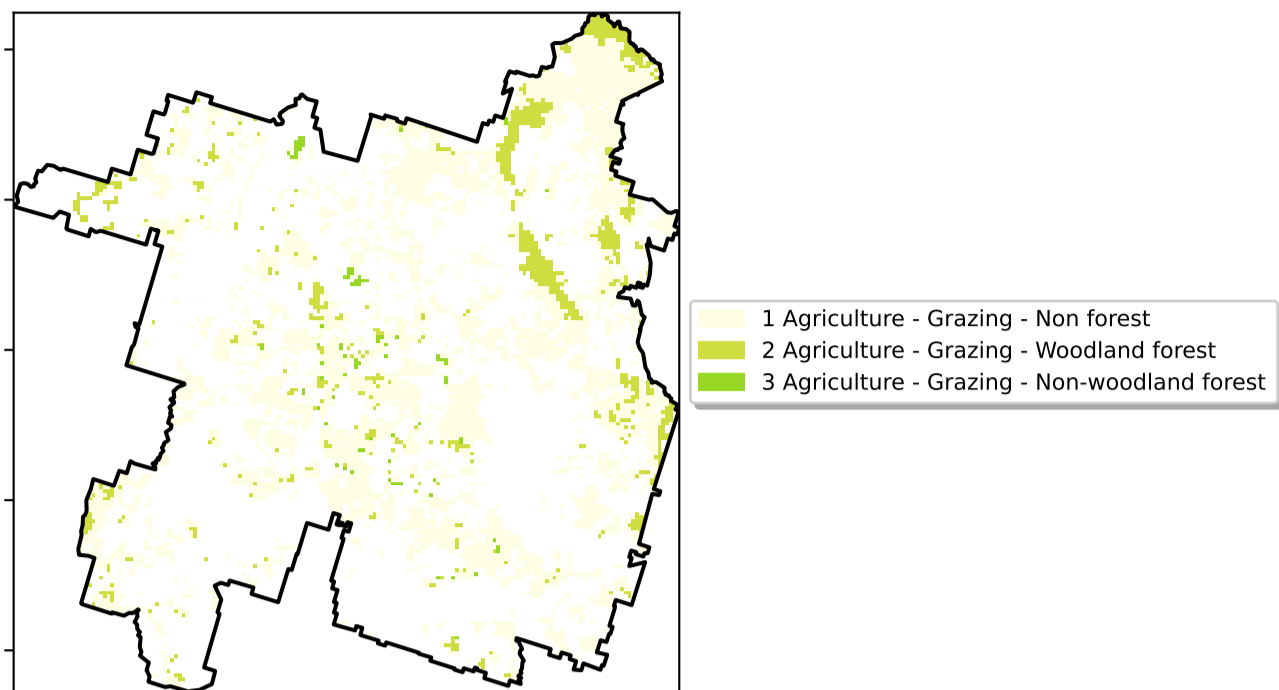 1 Agriculture - Grazing - Non forest
2 Agriculture - Grazing - Woodland forest
3 Agriculture - Grazing - Non-woodland forest